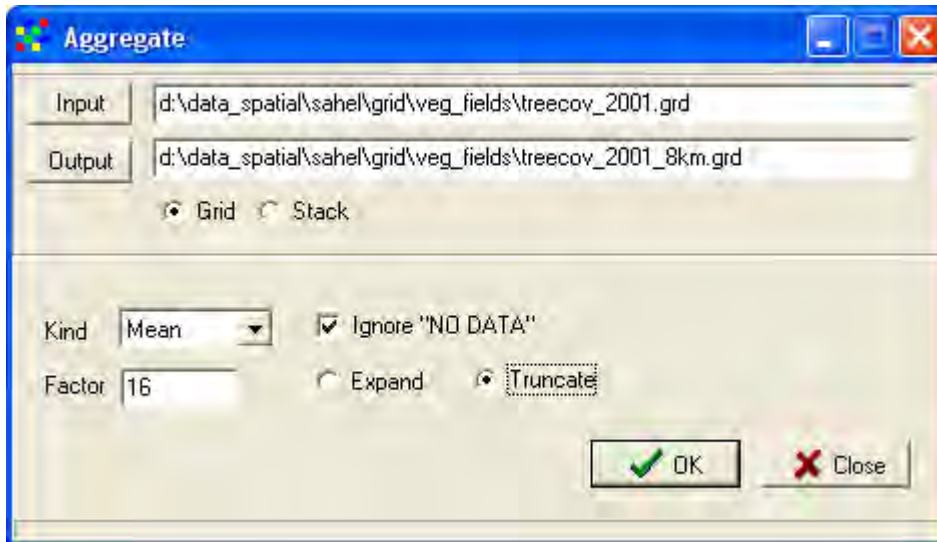 Aggregate
Input d:\data_spatial\sahel\grid\veg_fields\treecov_2001.grd
Output d:\data_spatial\sahel\grid\veg_fields\treecov_2001_8km.grd
Grid Stack
Kind Mean Ignore "NO DATA"
Factor 16 Expand Truncate
OK Close